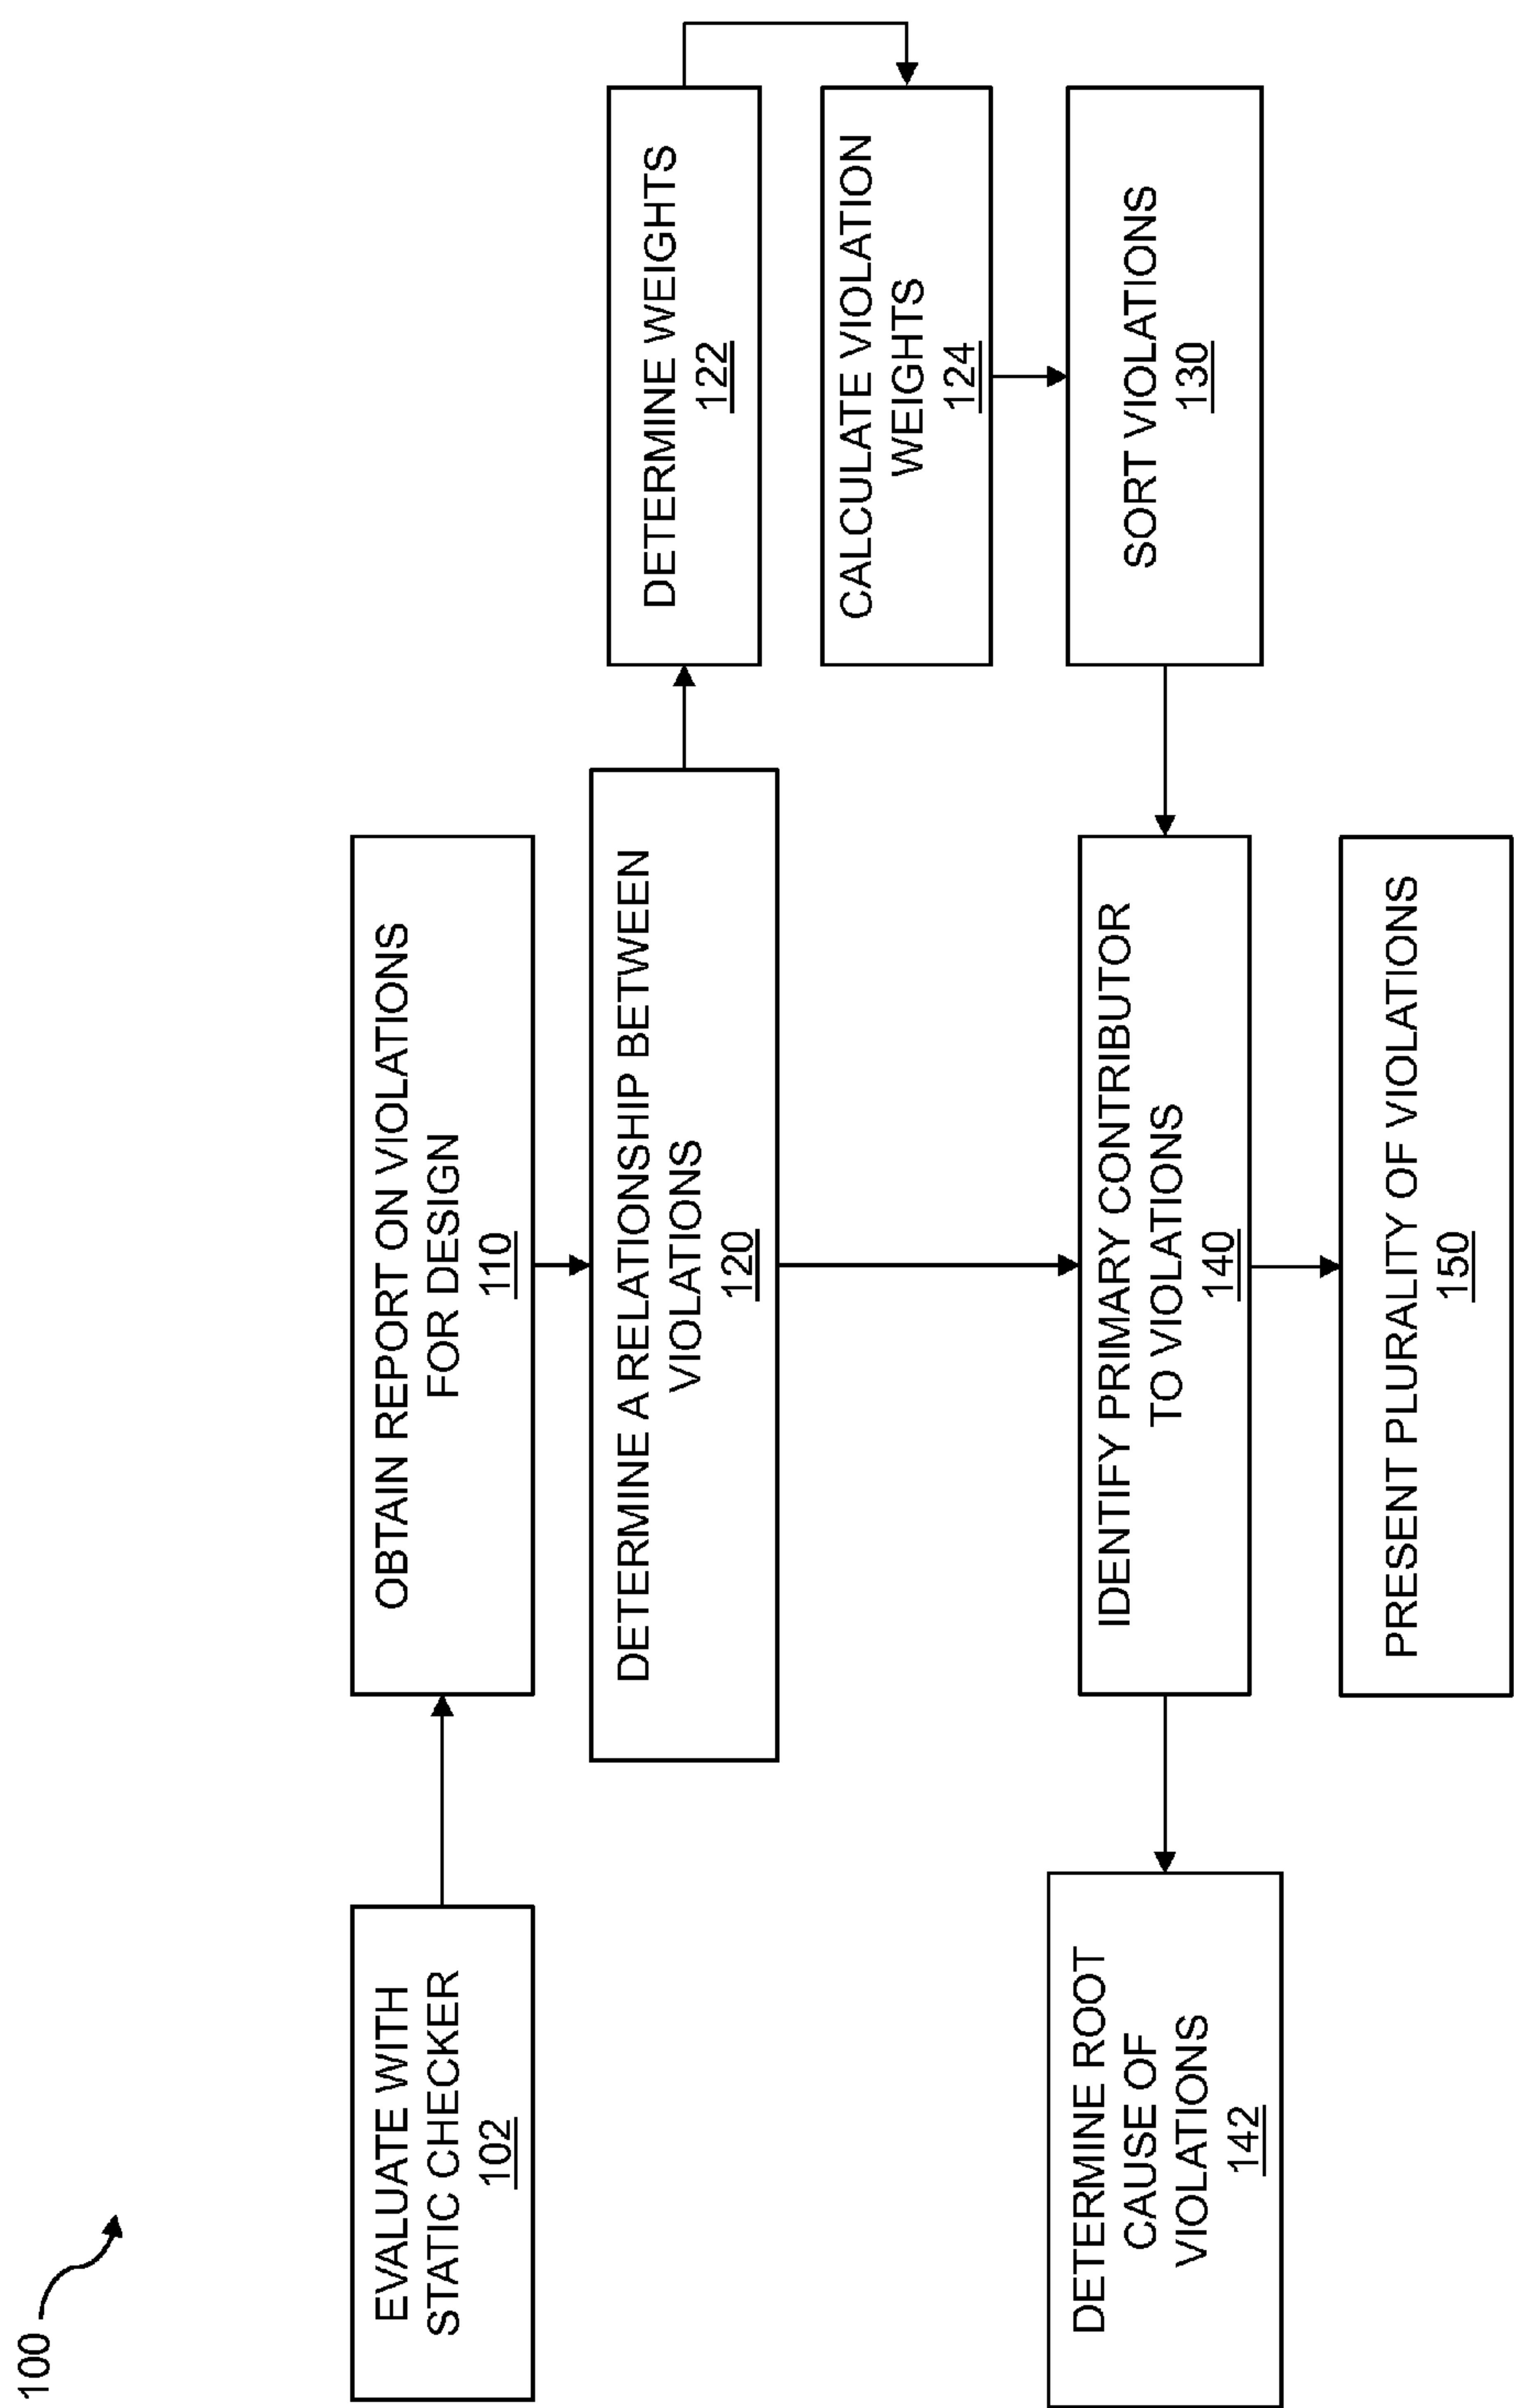 100
EVALUATE WITH
STATIC CHECKER
102
OBTAIN REPORT ON VIOLATIONS
FOR DESIGN
110
DETERMINE A RELATIONSHIP BETWEEN
VIOLATIONS
120
DETERMINE WEIGHTS
122
CALCULATE VIOLATION
WEIGHTS
124
SORT VIOLATIONS
130
IDENTIFY PRIMARY CONTRIBUTOR
TO VIOLATIONS
140
DETERMINE ROOT
CAUSE OF
VIOLATIONS
142
PRESENT PLURALITY OF VIOLATIONS
150